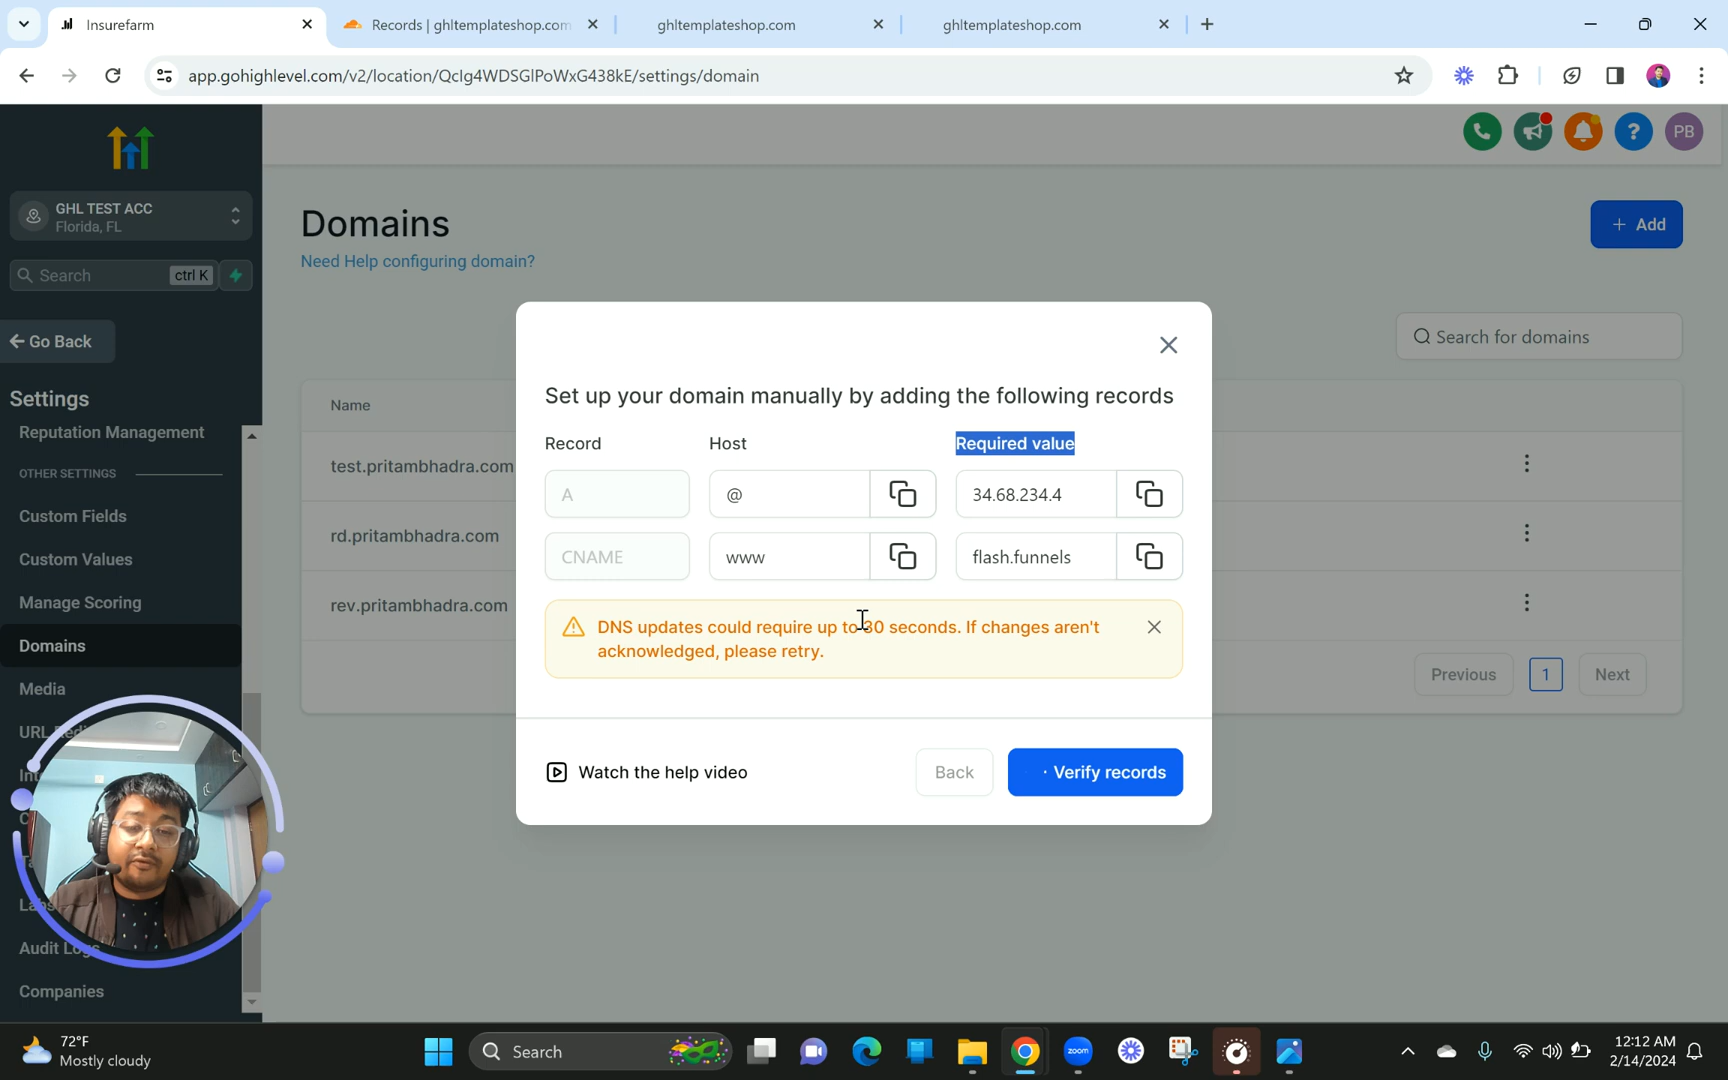 Insurefarm
Records | ghltemplateshop.com
ghltemplateshop.com
ghltemplateshop.com
app.gohighlevel.com/v2/location/QcIg4WDSGIPoWxG438kE/settings/domain
PB
GHL TEST ACC
Florida, FL
Search ctrl K
Go Back
Settings
Reputation Management
OTHER SETTINGS
Custom Fields
Custom Values
Manage Scoring
Domains
Media
URL
Labs
Audit Logs
Companies
Domains
Need Help configuring domain?
+ Add
Search for domains
Name
test.pritambhadra.com
rd.pritambhadra.com
rev.pritambhadra.com
Previous 1 Next
Set up your domain manually by adding the following records
Record Host Required value
A @ 34.68.234.4
CNAME www flash.funnels
DNS updates could require up to 30 seconds. If changes aren't
acknowledged, please retry.
Watch the help video
Back
Verify records
72°F
Mostly cloudy
Search
zoom
12:12 AM
2/14/2024